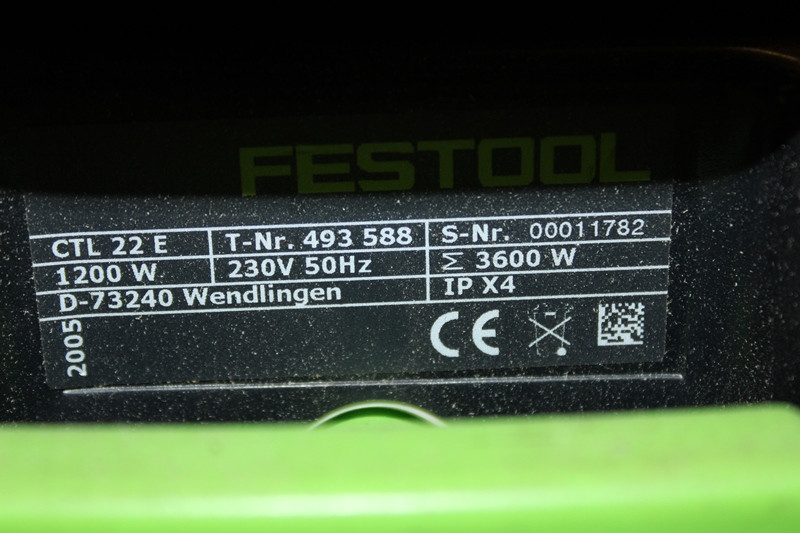 FESTOOL
CTL 22 E T-Nr. 493 588 S-Nr. 00011782
1200 W 230V 50Hz Σ 3600 W
D-73240 Wendlingen IP X4
2005 CE